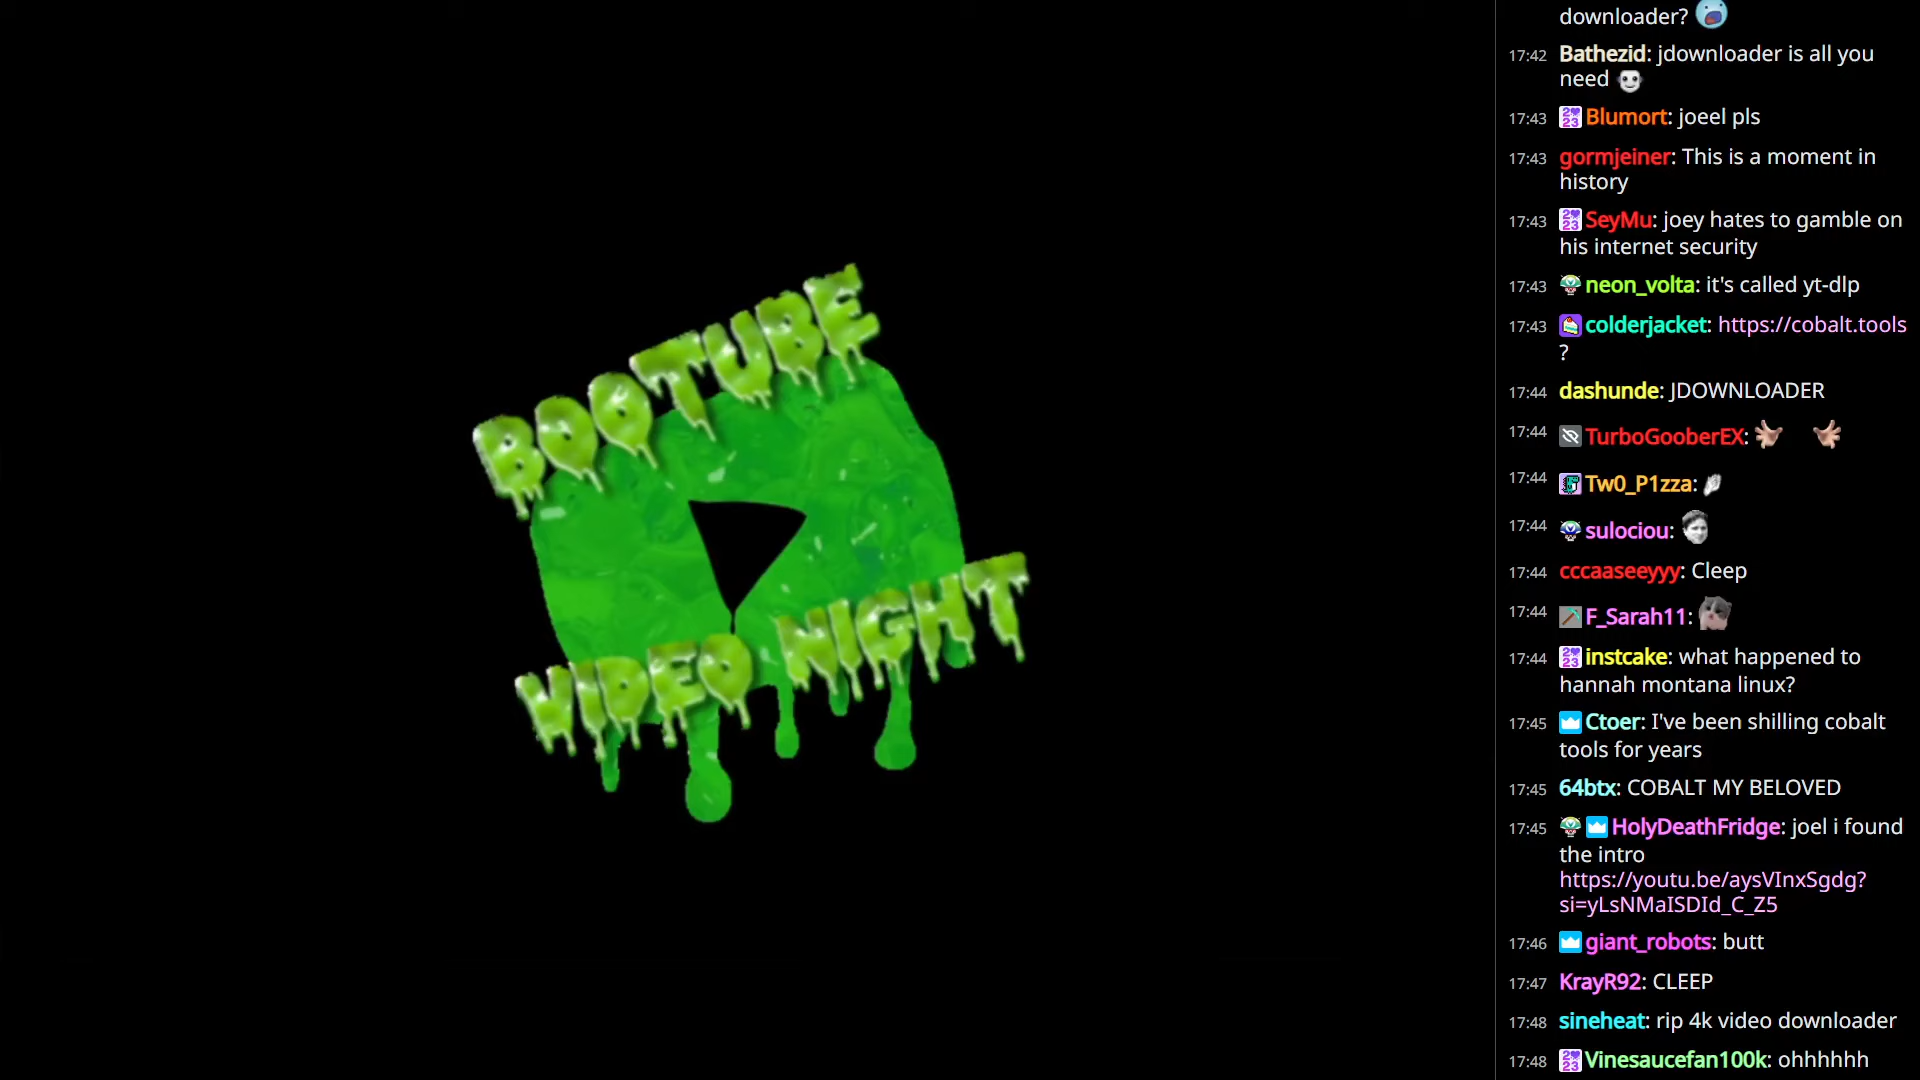 BOOTUBE
VIDEO NIGHT
downloader?
17:42 Bathezid: jdownloader is all you
need
17:43 Blumort: joeel pls
17:43 gormjeiner: This is a moment in
history
17:43 SeyMu: joey hates to gamble on
his internet security
17:43 neon_volta: it's called yt-dlp
17:43 colderjacket: https://cobalt.tools
?
17:44 dashunde: JDOWNLOADER
17:44 TurboGooberEX:
17:44 Tw0_P1zza:
17:44 sulociou:
17:44 cccaaseeyyy: Cleep
17:44 F_Sarah11:
17:44 instcake: what happened to
hannah montana linux?
17:45 Ctoer: I've been shilling cobalt
tools for years
17:45 64btx: COBALT MY BELOVED
17:45 HolyDeathFridge: joel i found
the intro
https://youtu.be/aysVInxSgdg?
si=yLsNMaISDId_C_Z5
17:46 giant_robots: butt
17:47 KrayR92: CLEEP
17:48 sineheat: rip 4k video downloader
17:48 Vinesaucefan100k: ohhhhhh